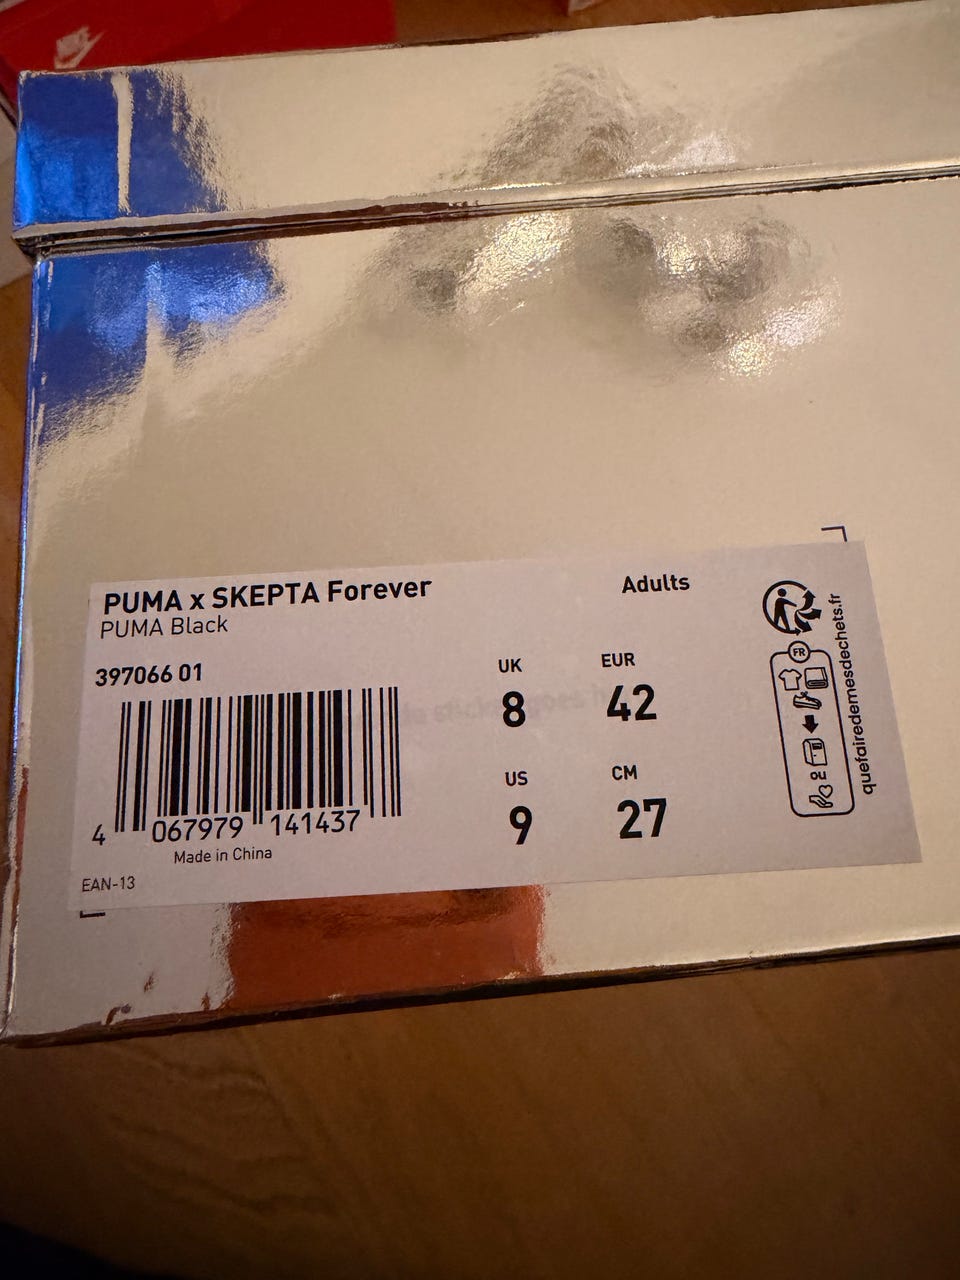 PUMA x SKEPTA Forever
PUMA Black
Adults
397066 01
UK
8
EUR
42
US
9
CM
27
4 067979 141437
Made in China
EAN-13
FR
quefairedemesdechets.fr